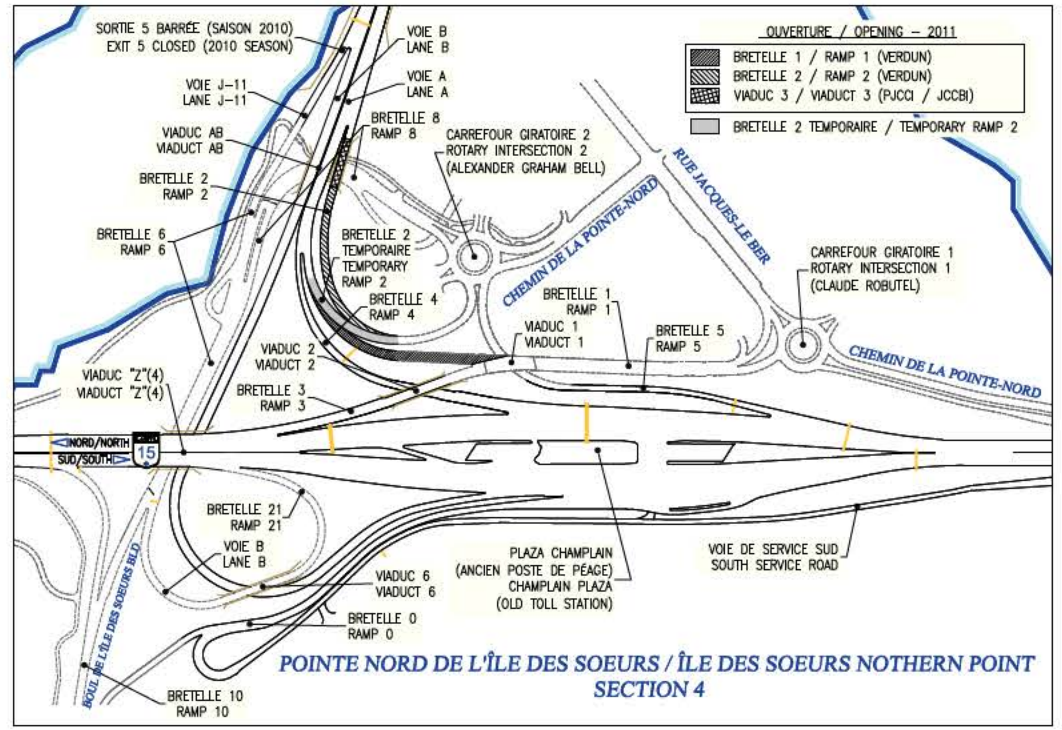 SORTIE 5 BARRÉE (SAISON 2010)
EXIT 5 CLOSED (2010 SEASON)
VOIE B
LANE B
VOIE J-11
LANE J-11
VOIE A
LANE A
VIADUC AB
VIADUCT AB
BRETELLE 8
RAMP 8
BRETELLE 2
RAMP 2
CARREFOUR GIRATOIRE 2
ROTARY INTERSECTION 2
(ALEXANDER GRAHAM BELL)
OUVERTURE / OPENING - 2011
BRETELLE 1 / RAMP 1 (VERDUN)
BRETELLE 2 / RAMP 2 (VERDUN)
VIADUC 3 / VIADUCT 3 (PJCCI / JCCBI)
BRETELLE 2 TEMPORAIRE / TEMPORARY RAMP 2
RUE JACQUES-LE BER
CHEMIN DE LA POINTE-NORD
BRETELLE 6
RAMP 6
BRETELLE 2
TEMPORAIRE
TEMPORARY
RAMP 2
BRETELLE 4
RAMP 4
CARREFOUR GIRATOIRE 1
ROTARY INTERSECTION 1
(CLAUDE ROBUTEL)
BRETELLE 1
RAMP 1
VIADUC 1
VIADUCT 1
BRETELLE 5
RAMP 5
CHEMIN DE LA POINTE-NORD
VIADUC 2
VIADUCT 2
VIADUC "Z"(4)
VIADUCT "Z"(4)
BRETELLE 3
RAMP 3
NORD/NORTH
SUD/SOUTH
15
BRETELLE 21
RAMP 21
VOIE B
LANE B
VIADUC 6
VIADUCT 6
PLAZA CHAMPLAIN
(ANCIEN POSTE DE PÉAGE)
CHAMPLAIN PLAZA
(OLD TOLL STATION)
VOIE DE SERVICE SUD
SOUTH SERVICE ROAD
BRETELLE 0
RAMP 0
BOUL DE L'ÎLE DES SOEURS BLD
BRETELLE 10
RAMP 10
POINTE NORD DE L'ÎLE DES SOEURS / ÎLE DES SOEURS NOTHERN POINT
SECTION 4